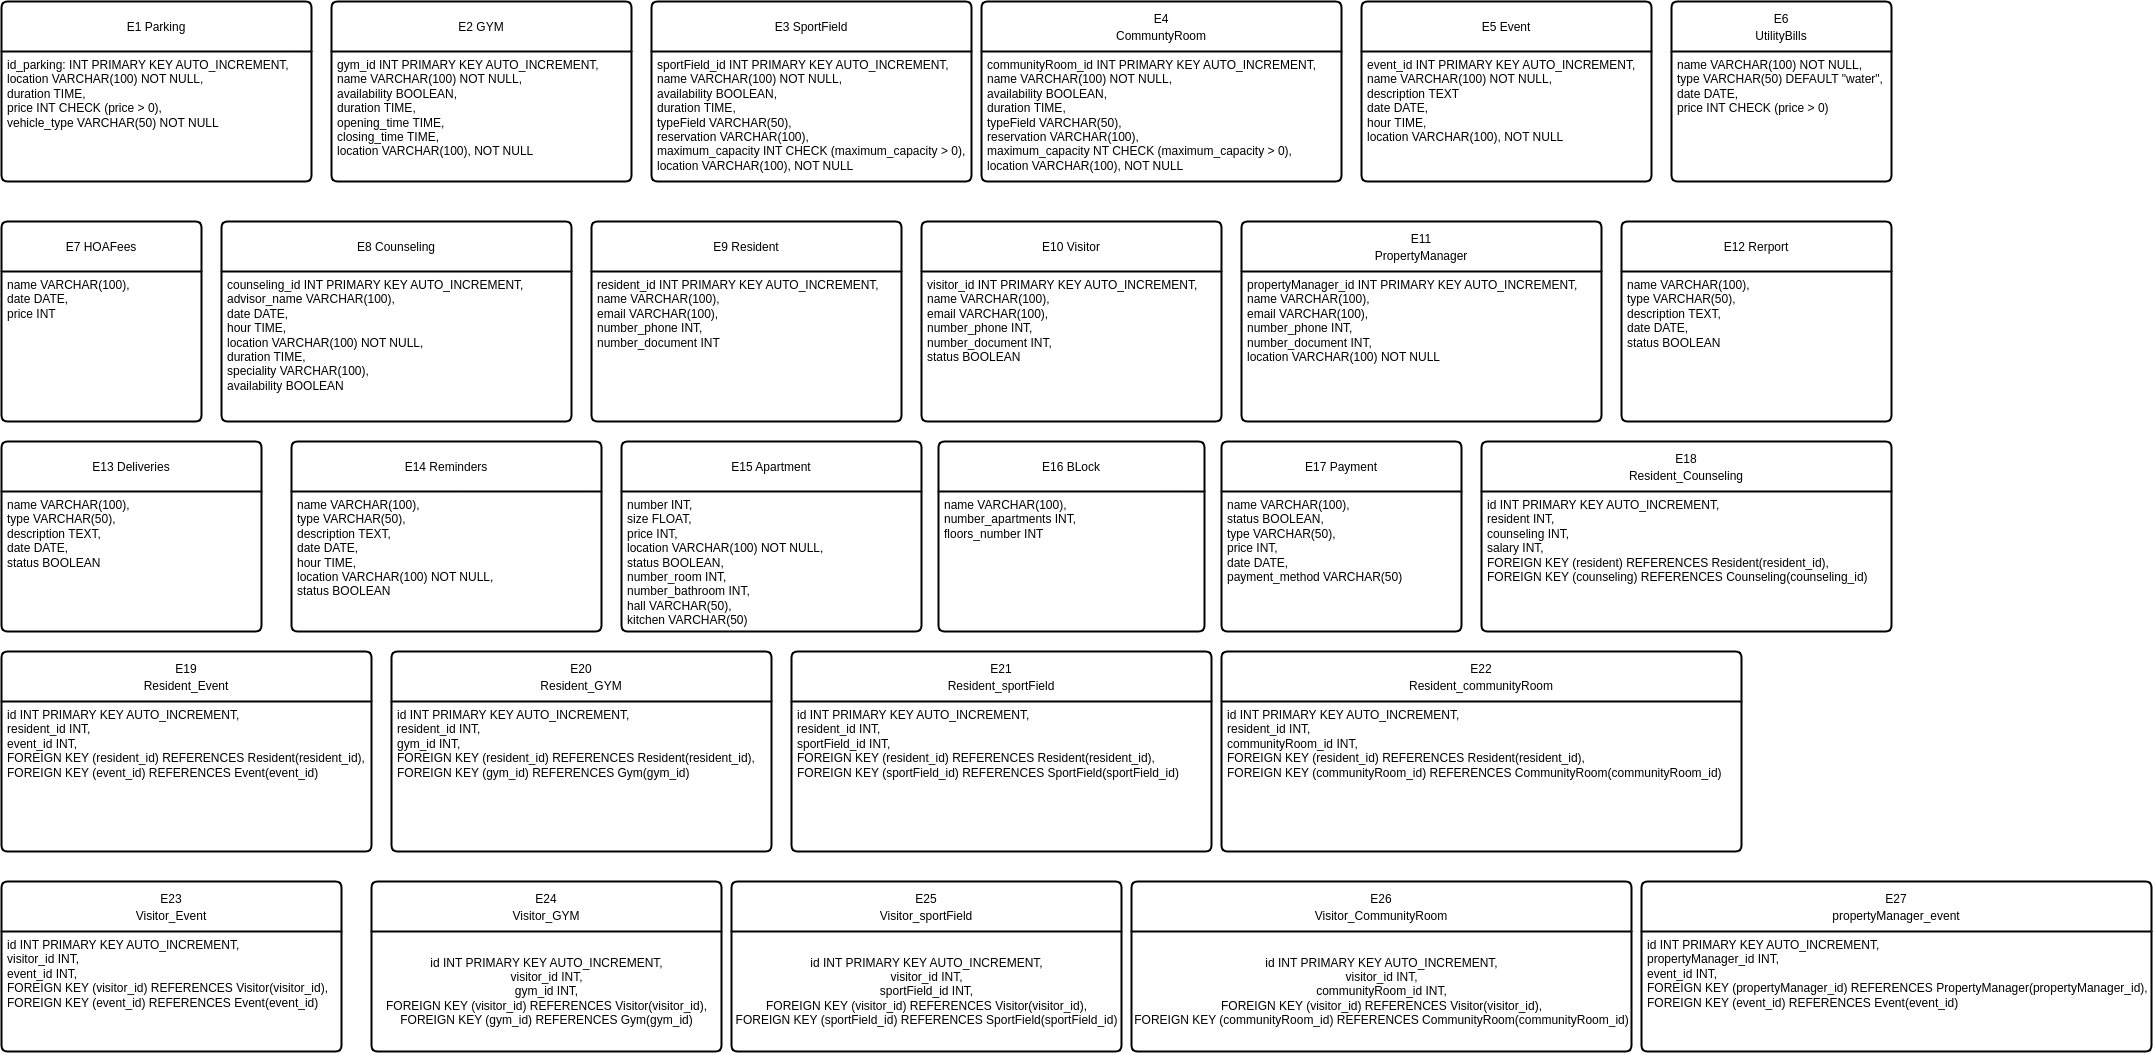 E1 Parking
id_parking: INT PRIMARY KEY AUTO_INCREMENT,
location VARCHAR(100) NOT NULL,
duration TIME,
price INT CHECK (price > 0),
vehicle_type VARCHAR(50) NOT NULL
E2 GYM
gym_id INT PRIMARY KEY AUTO_INCREMENT,
name VARCHAR(100) NOT NULL,
availability BOOLEAN,
duration TIME,
opening_time TIME,
closing_time TIME,
location VARCHAR(100), NOT NULL
E3 SportField
sportField_id INT PRIMARY KEY AUTO_INCREMENT,
name VARCHAR(100) NOT NULL,
availability BOOLEAN,
duration TIME,
typeField VARCHAR(50),
reservation VARCHAR(100),
maximum_capacity INT CHECK (maximum_capacity > 0),
location VARCHAR(100), NOT NULL
E4
CommuntyRoom
communityRoom_id INT PRIMARY KEY AUTO_INCREMENT,
name VARCHAR(100) NOT NULL,
availability BOOLEAN,
duration TIME,
typeField VARCHAR(50),
reservation VARCHAR(100),
maximum_capacity NT CHECK (maximum_capacity > 0),
location VARCHAR(100), NOT NULL
E5 Event
event_id INT PRIMARY KEY AUTO_INCREMENT,
name VARCHAR(100) NOT NULL,
description TEXT
date DATE,
hour TIME,
location VARCHAR(100), NOT NULL
E6
UtilityBills
name VARCHAR(100) NOT NULL,
type VARCHAR(50) DEFAULT "water",
date DATE,
price INT CHECK (price > 0)
E7 HOAFees
name VARCHAR(100),
date DATE,
price INT
E8 Counseling
counseling_id INT PRIMARY KEY AUTO_INCREMENT,
advisor_name VARCHAR(100),
date DATE,
hour TIME,
location VARCHAR(100) NOT NULL,
duration TIME,
speciality VARCHAR(100),
availability BOOLEAN
E9 Resident
resident_id INT PRIMARY KEY AUTO_INCREMENT,
name VARCHAR(100),
email VARCHAR(100),
number_phone INT,
number_document INT
E10 Visitor
visitor_id INT PRIMARY KEY AUTO_INCREMENT,
name VARCHAR(100),
email VARCHAR(100),
number_phone INT,
number_document INT,
status BOOLEAN
E11
PropertyManager
propertyManager_id INT PRIMARY KEY AUTO_INCREMENT,
name VARCHAR(100),
email VARCHAR(100),
number_phone INT,
number_document INT,
location VARCHAR(100) NOT NULL
E12 Rerport
name VARCHAR(100),
type VARCHAR(50),
description TEXT,
date DATE,
status BOOLEAN
E13 Deliveries
name VARCHAR(100),
type VARCHAR(50),
description TEXT,
date DATE,
status BOOLEAN
E14 Reminders
name VARCHAR(100),
type VARCHAR(50),
description TEXT,
date DATE,
hour TIME,
location VARCHAR(100) NOT NULL,
status BOOLEAN
E15 Apartment
number INT,
size FLOAT,
price INT,
location VARCHAR(100) NOT NULL,
status BOOLEAN,
number_room INT,
number_bathroom INT,
hall VARCHAR(50),
kitchen VARCHAR(50)
E16 BLock
name VARCHAR(100),
number_apartments INT,
floors_number INT
E17 Payment
name VARCHAR(100),
status BOOLEAN,
type VARCHAR(50),
price INT,
date DATE,
payment_method VARCHAR(50)
E18
Resident_Counseling
id INT PRIMARY KEY AUTO_INCREMENT,
resident INT,
counseling INT,
salary INT,
FOREIGN KEY (resident) REFERENCES Resident(resident_id),
FOREIGN KEY (counseling) REFERENCES Counseling(counseling_id)
E19
Resident_Event
id INT PRIMARY KEY AUTO_INCREMENT,
resident_id INT,
event_id INT,
FOREIGN KEY (resident_id) REFERENCES Resident(resident_id),
FOREIGN KEY (event_id) REFERENCES Event(event_id)
E20
Resident_GYM
id INT PRIMARY KEY AUTO_INCREMENT,
resident_id INT,
gym_id INT,
FOREIGN KEY (resident_id) REFERENCES Resident(resident_id),
FOREIGN KEY (gym_id) REFERENCES Gym(gym_id)
E21
Resident_sportField
id INT PRIMARY KEY AUTO_INCREMENT,
resident_id INT,
sportField_id INT,
FOREIGN KEY (resident_id) REFERENCES Resident(resident_id),
FOREIGN KEY (sportField_id) REFERENCES SportField(sportField_id)
E22
Resident_communityRoom
id INT PRIMARY KEY AUTO_INCREMENT,
resident_id INT,
communityRoom_id INT,
FOREIGN KEY (resident_id) REFERENCES Resident(resident_id),
FOREIGN KEY (communityRoom_id) REFERENCES CommunityRoom(communityRoom_id)
E23
Visitor_Event
id INT PRIMARY KEY AUTO_INCREMENT,
visitor_id INT,
event_id INT,
FOREIGN KEY (visitor_id) REFERENCES Visitor(visitor_id),
FOREIGN KEY (event_id) REFERENCES Event(event_id)
E24
Visitor_GYM
id INT PRIMARY KEY AUTO_INCREMENT,
visitor_id INT,
gym_id INT,
FOREIGN KEY (visitor_id) REFERENCES Visitor(visitor_id),
FOREIGN KEY (gym_id) REFERENCES Gym(gym_id)
E25
Visitor_sportField
id INT PRIMARY KEY AUTO_INCREMENT,
visitor_id INT,
sportField_id INT,
FOREIGN KEY (visitor_id) REFERENCES Visitor(visitor_id),
FOREIGN KEY (sportField_id) REFERENCES SportField(sportField_id)
E26
Visitor_CommunityRoom
id INT PRIMARY KEY AUTO_INCREMENT,
visitor_id INT,
communityRoom_id INT,
FOREIGN KEY (visitor_id) REFERENCES Visitor(visitor_id),
FOREIGN KEY (communityRoom_id) REFERENCES CommunityRoom(communityRoom_id)
E27
propertyManager_event
id INT PRIMARY KEY AUTO_INCREMENT,
propertyManager_id INT,
event_id INT,
FOREIGN KEY (propertyManager_id) REFERENCES PropertyManager(propertyManager_id),
FOREIGN KEY (event_id) REFERENCES Event(event_id)